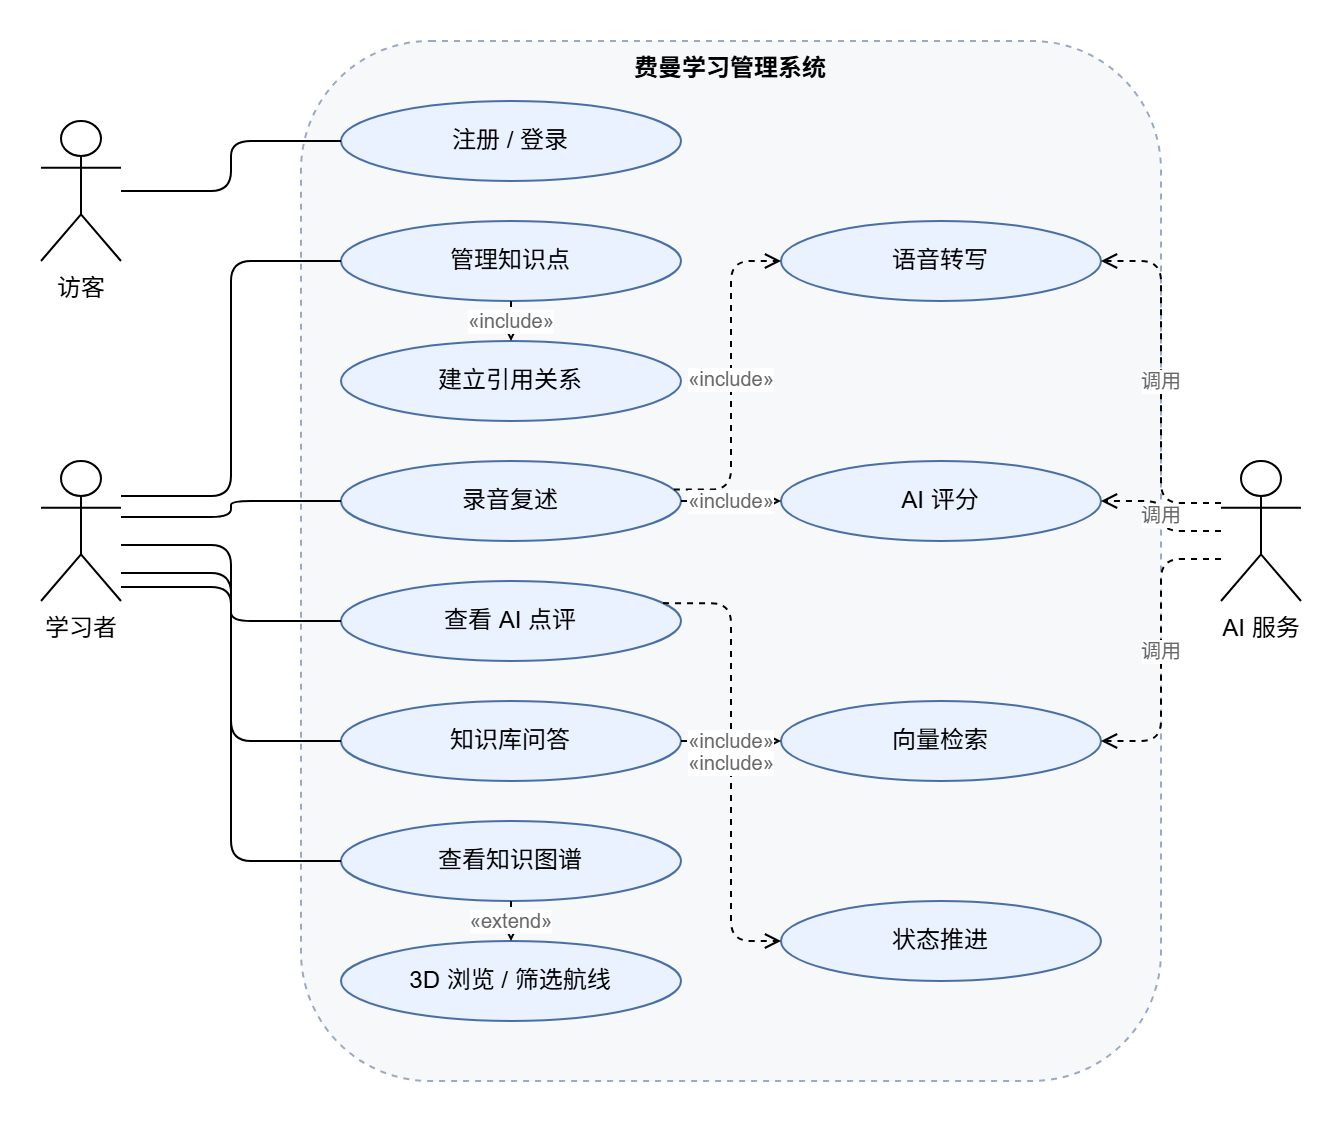 费曼学习管理系统
注册 / 登录
访客
管理知识点
语音转写
«include»
建立引用关系
«include»
调用
学习者
录音复述
«include»
AI 评分
调用
AI 服务
查看 AI 点评
调用
知识库问答
«include»
«include»
向量检索
查看知识图谱
«extend»
状态推进
3D 浏览 / 筛选航线